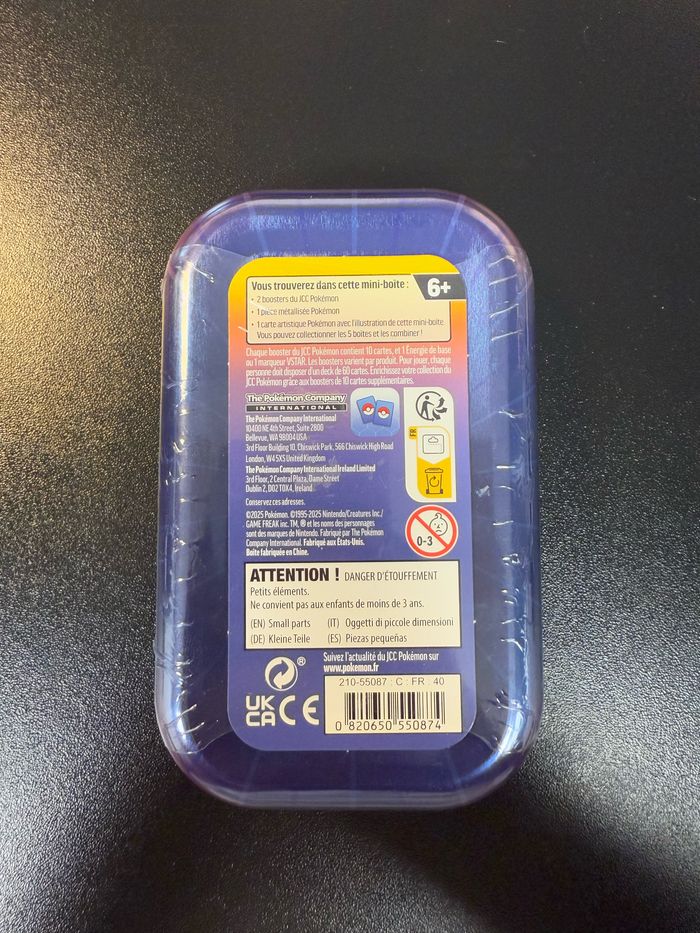 Vous trouverez dans cette mini-boîte :
6+
• 2 boosters du JCC Pokémon
• 1 pièce métallisée Pokémon
• 1 carte artistique Pokémon avec l'illustration de cette mini-boîte.
Vous pouvez collectionner les 5 boîtes et les combiner !
Chaque booster du JCC Pokémon contient 10 cartes, et 1 Énergie de base
ou 1 marqueur VSTAR. Les boosters varient par produit. Pour jouer, chaque
personne doit disposer d'un deck de 60 cartes. Enrichissez votre collection du
JCC Pokémon grâce aux boosters de 10 cartes supplémentaires.
The Pokémon Company
INTERNATIONAL
The Pokémon Company International
10400 NE 4th Street, Suite 2800
Bellevue, WA 98004 USA
3rd Floor Building 10, Chiswick Park, 566 Chiswick High Road
London, W4 5XS United Kingdom
The Pokémon Company International Ireland Limited
3rd Floor, 2 Central Plaza, Dame Street
Dublin 2, D02 T0X4, Ireland
Conservez ces adresses.
FR
©2025 Pokémon. ©1995-2025 Nintendo/Creatures Inc./
GAME FREAK inc. TM, ® et les noms des personnages
sont des marques de Nintendo. Fabriqué par The Pokémon
Company International. Fabriqué aux États-Unis.
Boîte fabriquée en Chine.
0-3
ATTENTION ! DANGER D'ÉTOUFFEMENT
Petits éléments.
Ne convient pas aux enfants de moins de 3 ans.
(EN) Small parts (IT) Oggetti di piccole dimensioni
(DE) Kleine Teile (ES) Piezas pequeñas
Suivez l'actualité du JCC Pokémon sur
www.pokemon.fr
®
UK
CA CE
210-55087 : C : FR : 40
0 820650 550874